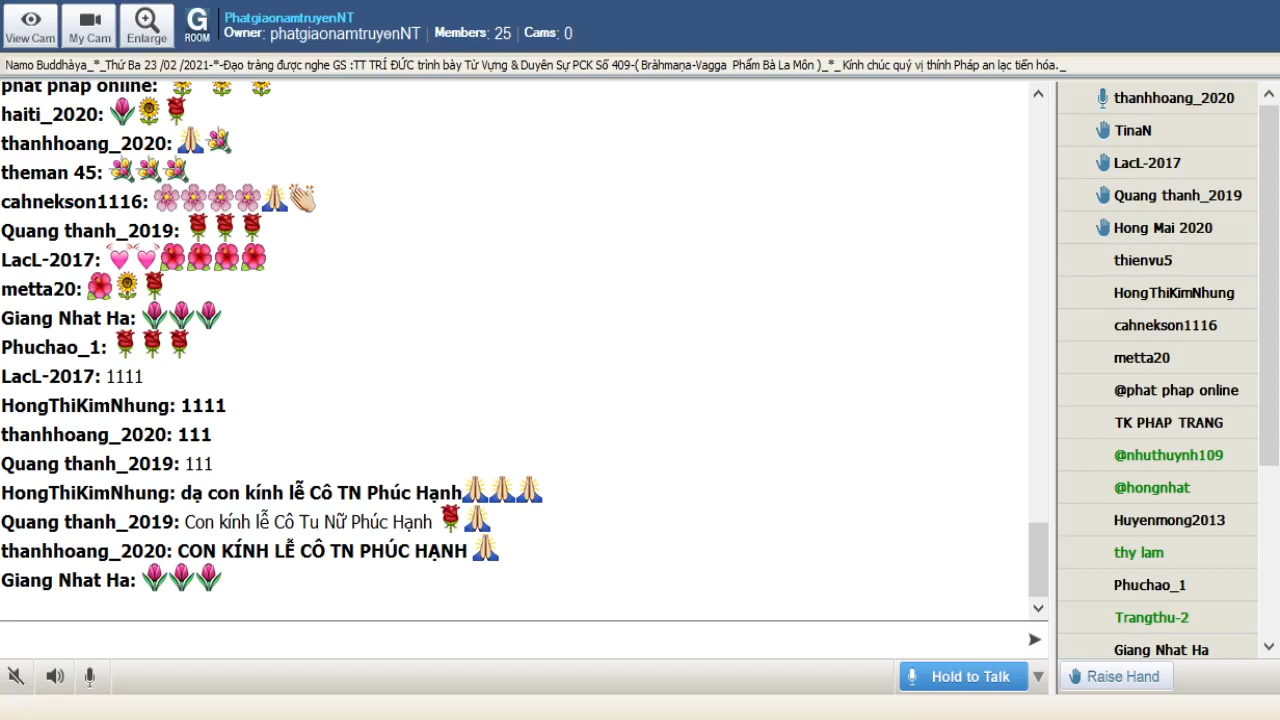 View Cam
My Cam
Enlarge
G
ROOM
PhatgiaonamtruyenNT
Owner: phatgiaonamtruyenNT | Members: 25 | Cams: 0
Namo Buddhàya_*_Thứ Ba 23 /02 /2021-*-Đạo tràng được nghe GS :TT TRÍ ĐỨC trình bày Từ Vựng & Duyên Sự PCK Số 409-( Bràhmaṇa-Vagga Phẩm Bà La Môn )_*_ Kính chúc quý vị thính Pháp an lạc tiến hóa._
phat phap online:
haiti_2020:
thanhhoang_2020:
theman 45:
cahnekson1116:
Quang thanh_2019:
LacL-2017:
metta20:
Giang Nhat Ha:
Phuchao_1:
LacL-2017: 1111
HongThiKimNhung: 1111
thanhhoang_2020: 111
Quang thanh_2019: 111
HongThiKimNhung: dạ con kính lễ Cô TN Phúc Hạnh
Quang thanh_2019: Con kính lễ Cô Tu Nữ Phúc Hạnh
thanhhoang_2020: CON KÍNH LỄ CÔ TN PHÚC HẠNH
Giang Nhat Ha:
thanhhoang_2020
TinaN
LacL-2017
Quang thanh_2019
Hong Mai 2020
thienvu5
HongThiKimNhung
cahnekson1116
metta20
@phat phap online
TK PHAP TRANG
@nhuthuynh109
@hongnhat
Huyenmong2013
thy lam
Phuchao_1
Trangthu-2
Giang Nhat Ha
Hold to Talk
Raise Hand